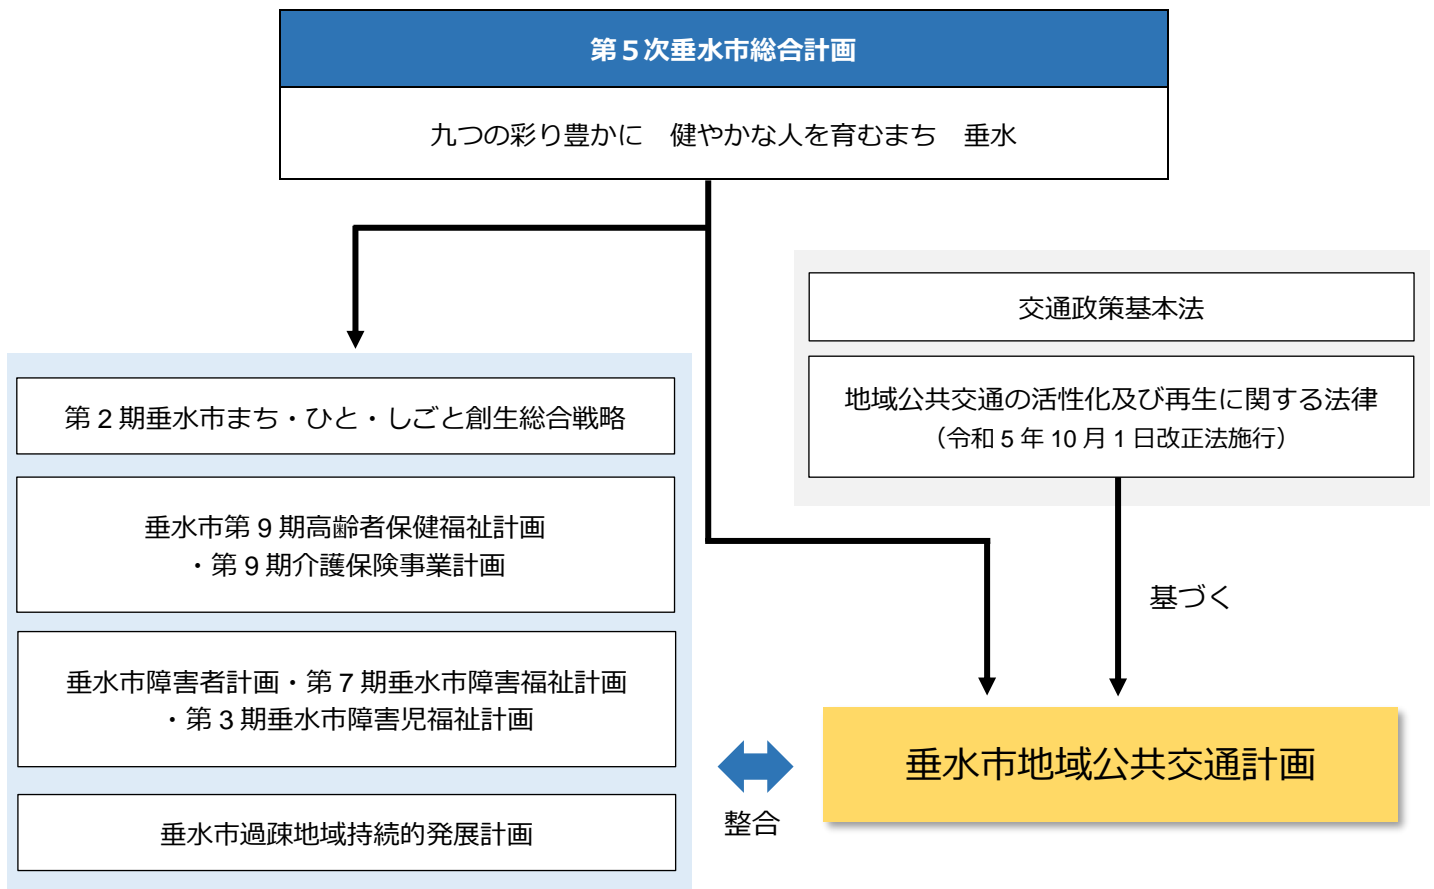 第５次垂水市総合計画
九つの彩り豊かに　健やかな人を育むまち　垂水
交通政策基本法
地域公共交通の活性化及び再生に関する法律
（令和 5 年 10 月 1 日改正法施行）
第 2 期垂水市まち・ひと・しごと創生総合戦略
垂水市第 9 期高齢者保健福祉計画
・第 9 期介護保険事業計画
垂水市障害者計画・第 7 期垂水市障害福祉計画
・第 3 期垂水市障害児福祉計画
垂水市過疎地域持続的発展計画
基づく
整合
垂水市地域公共交通計画